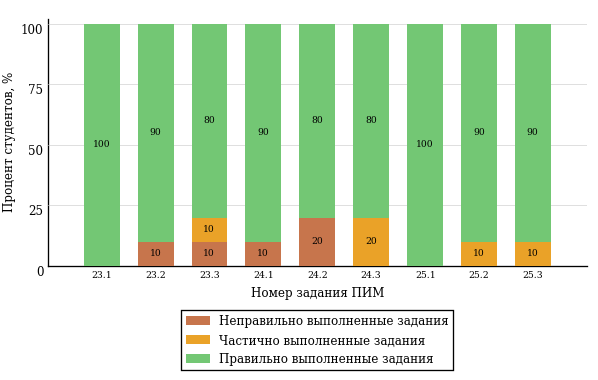 Процент студентов, %
100
75
50
25
0
100 90 80 90 80 80 100 90 90
10 20
10 10 10 20 10 10
23.1 23.2 23.3 24.1 24.2 24.3 25.1 25.2 25.3
Номер задания ПИМ
Неправильно выполненные задания
Частично выполненные задания
Правильно выполненные задания